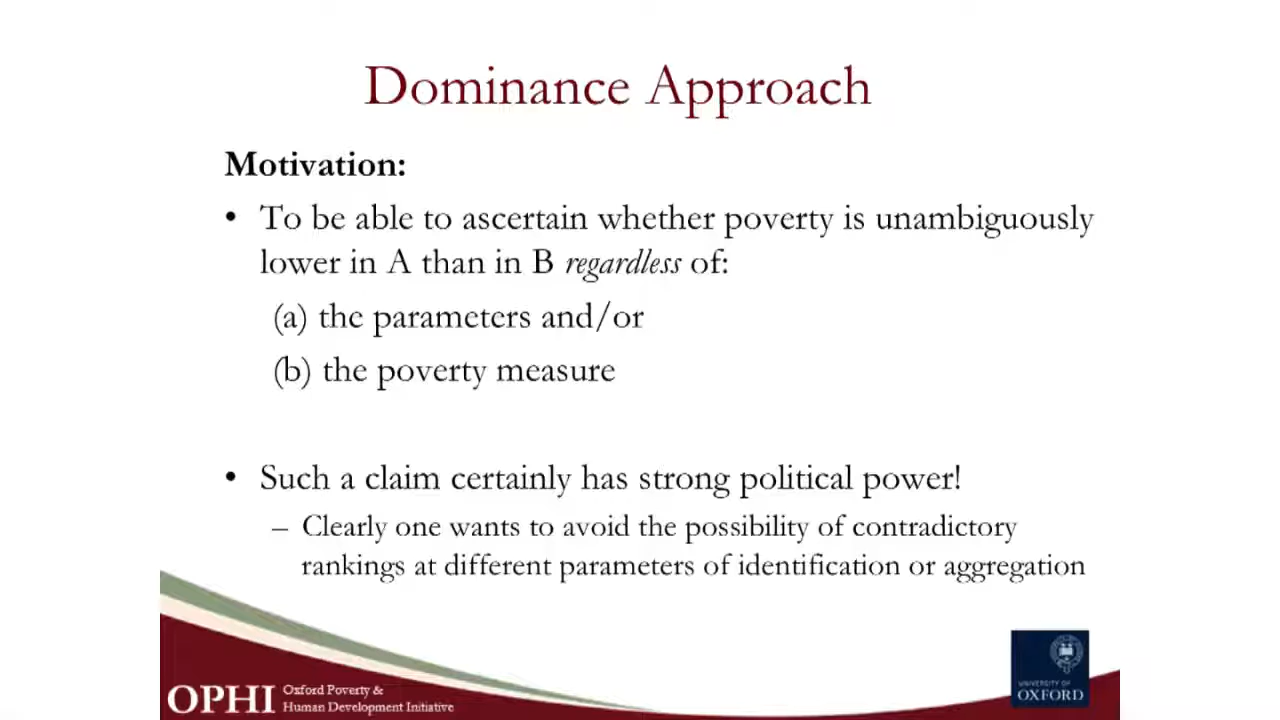 Dominance Approach
Motivation:
• To be able to ascertain whether poverty is unambiguously
lower in A than in B regardless of:
(a) the parameters and/or
(b) the poverty measure
• Such a claim certainly has strong political power!
– Clearly one wants to avoid the possibility of contradictory
rankings at different parameters of identification or aggregation
OPHI
Oxford Poverty &
Human Development Initiative
UNIVERSITY OF
OXFORD